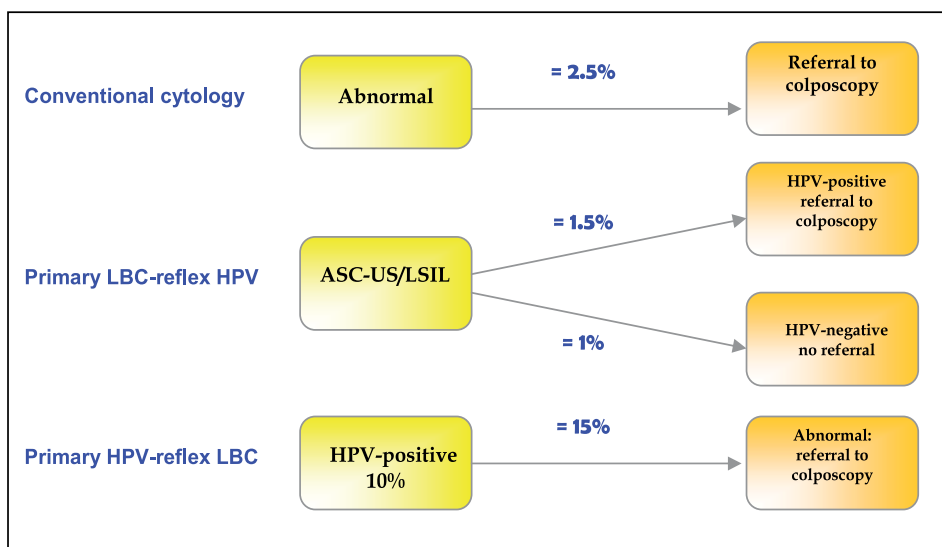 Conventional cytology
Abnormal
= 2.5%
Referral to
colposcopy
Primary LBC-reflex HPV
ASC-US/LSIL
= 1.5%
HPV-positive
referral to
colposcopy
= 1%
HPV-negative
no referral
Primary HPV-reflex LBC
HPV-positive
10%
= 15%
Abnormal:
referral to
colposcopy